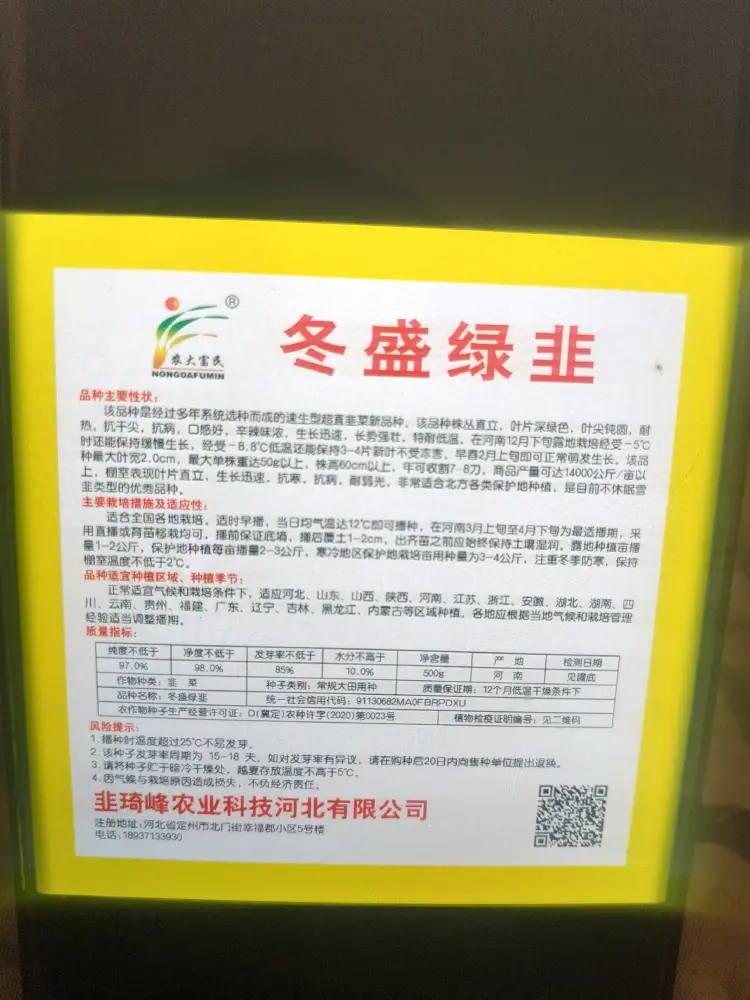 ®
农大富民
NONGDAFUMIN
冬盛绿韭
品种主要性状：
该品种是经过多年系统选种而成的速生型超直韭菜新品种，该品种株丛直立，叶片深绿色，叶尖钝圆，耐
热，抗干尖，抗病，口感好，辛辣味浓，生长迅速，长势强壮，特耐低温，在河南12月下旬露地栽培经受－5℃
时还能保持缓慢生长，经受－8.8℃低温还能保持3-4片新叶不受冻害，早春2月上旬即可正常萌发生长，该品
种最大叶宽2.0cm，最大单株重达50g以上，株高60cm以上，年可收割7-8刀，商品产量可达14000公斤/亩以
上，棚室表现叶片直立，生长迅速，抗寒，抗病，耐弱光，非常适合北方各类保护地种植，是目前不休眠雪
韭类型的优秀品种。
主要栽培措施及适应性：
适合全国各地栽培，适时早播，当日均气温达12℃即可播种，在河南3月上旬至4月下旬为最适播期，采
用直播或育苗移栽均可，播前保证底墒，播后覆土1-2cm，出齐苗之前应始终保持土壤湿润。露地种植亩播
量1-2公斤，保护地种植每亩播量2-3公斤，寒冷地区保护地栽培亩用种量为3-4公斤，注重冬季防寒，保持
棚室温度不低于2℃。
品种适宜种植区域、种植季节：
正常适宜气候和栽培条件下，适应河北、山东、山西、陕西、河南、江苏、浙江、安徽、湖北、湖南、四
川、云南、贵州、福建、广东、辽宁、吉林、黑龙江、内蒙古等区域种植。各地应根据当地气候和栽培管理
经验适当调整播期。
质量指标：
纯度不低于 净度不低于 发芽率不低于 水分不高于 净含量 产 地 检测日期
97.0% 98.0% 85% 10.0% 500g 河 南 见罐底
作物种类：韭 菜 种子类别：常规大田用种 质量保证期：12个月低温干燥条件下
品种名称：冬盛绿韭 统一社会信用代码：91130682MA0FBRPDXU
农作物种子生产经营许可证：D(冀定)农种许字(2020)第0023号 植物检疫证明编号：见二维码
风险提示：
1.播种时温度超过25℃不易发芽。
2.该种子发芽率周期为 15-18 天，如对发芽率有异议，请在购种后20日内向售种单位提出退换。
3.请将种子贮于暗冷干燥处，越夏存放温度不高于5℃。
4.因气候与栽培原因造成损失，不负经济责任。
韭琦峰农业科技河北有限公司
注册地址：河北省定州市北门街幸福郡小区5号楼
电话：18937133930